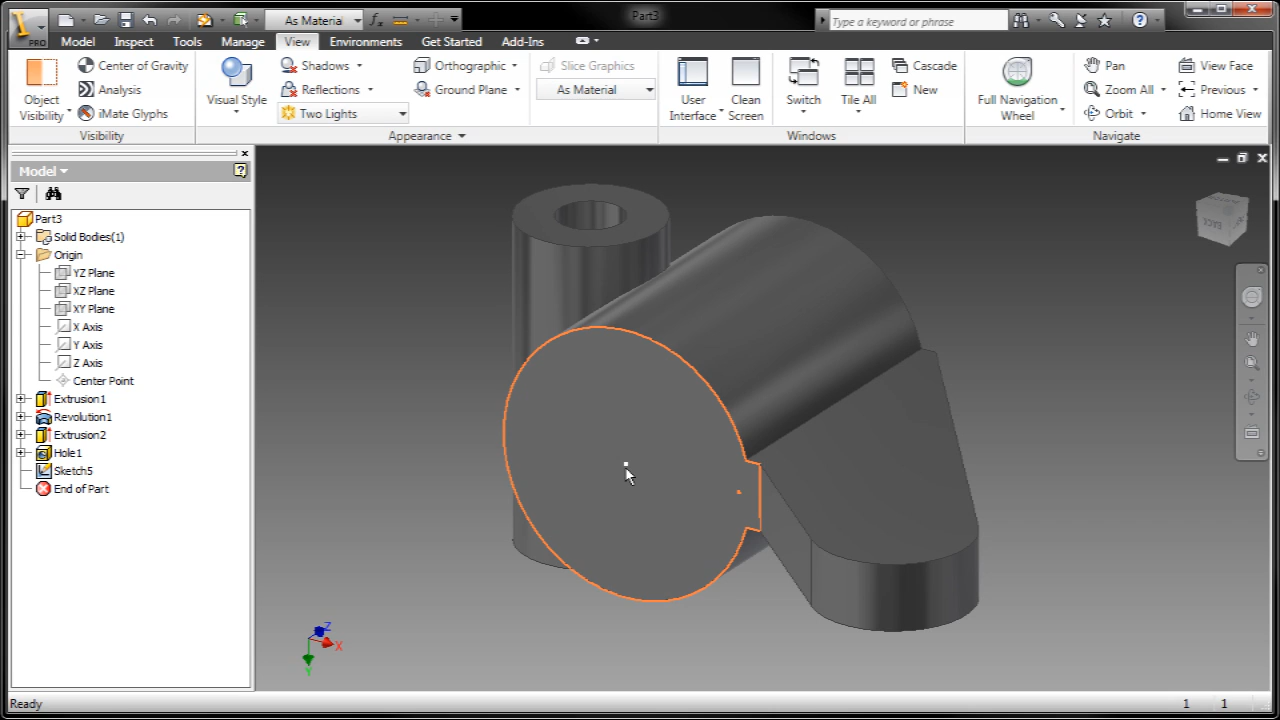 As Material
Part3
Type a keyword or phrase
PRO
Model Inspect Tools Manage View Environments Get Started Add-Ins
Object Visibility
Center of Gravity
Analysis
iMate Glyphs
Visibility
Visual Style
Shadows
Reflections
Two Lights
Orthographic
Ground Plane
Appearance
Slice Graphics
As Material
User Interface
Clean Screen
Switch
Tile All
Cascade
New
Windows
Full Navigation Wheel
Pan
Zoom All
Orbit
View Face
Previous
Home View
Navigate
Model
Part3
Solid Bodies(1)
Origin
YZ Plane
XZ Plane
XY Plane
X Axis
Y Axis
Z Axis
Center Point
Extrusion1
Revolution1
Extrusion2
Hole1
Sketch5
End of Part
BACK
Z
X
Y
Ready
1 1